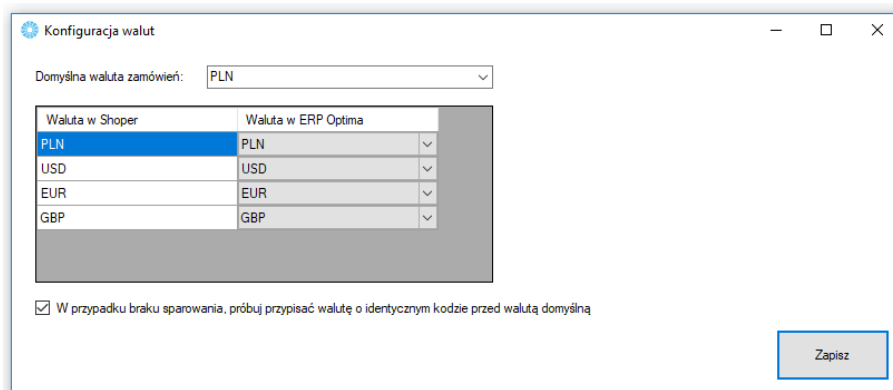 Konfiguracja walut
Domyślna waluta zamówień: PLN
Waluta w Shoper Waluta w ERP Optima
PLN PLN
USD USD
EUR EUR
GBP GBP
W przypadku braku sparowania, próbuj przypisać walutę o identycznym kodzie przed walutą domyślną
Zapisz